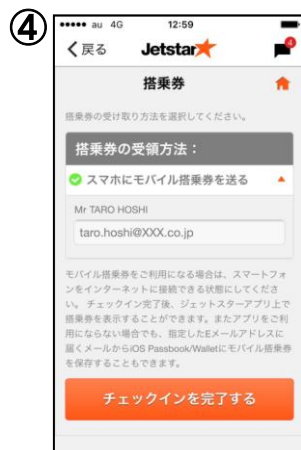 ④
au 4G 12:59
戻る Jetstar 4
搭乗券
搭乗券の受け取り方法を選択してください。
搭乗券の受領方法：
スマホにモバイル搭乗券を送る
Mr TARO HOSHI
taro.hoshi@XXX.co.jp
モバイル搭乗券をご利用になる場合は、スマートフォ
ンをインターネットに接続できる状態にしてくださ
い。 チェックイン完了後、ジェットスターアプリ上で
搭乗券を表示することができます。またアプリをご利
用にならない場合でも、指定したEメールアドレスに
届くメールからiOS Passbook/Walletにモバイル搭乗券
を保存することもできます。
チェックインを完了する